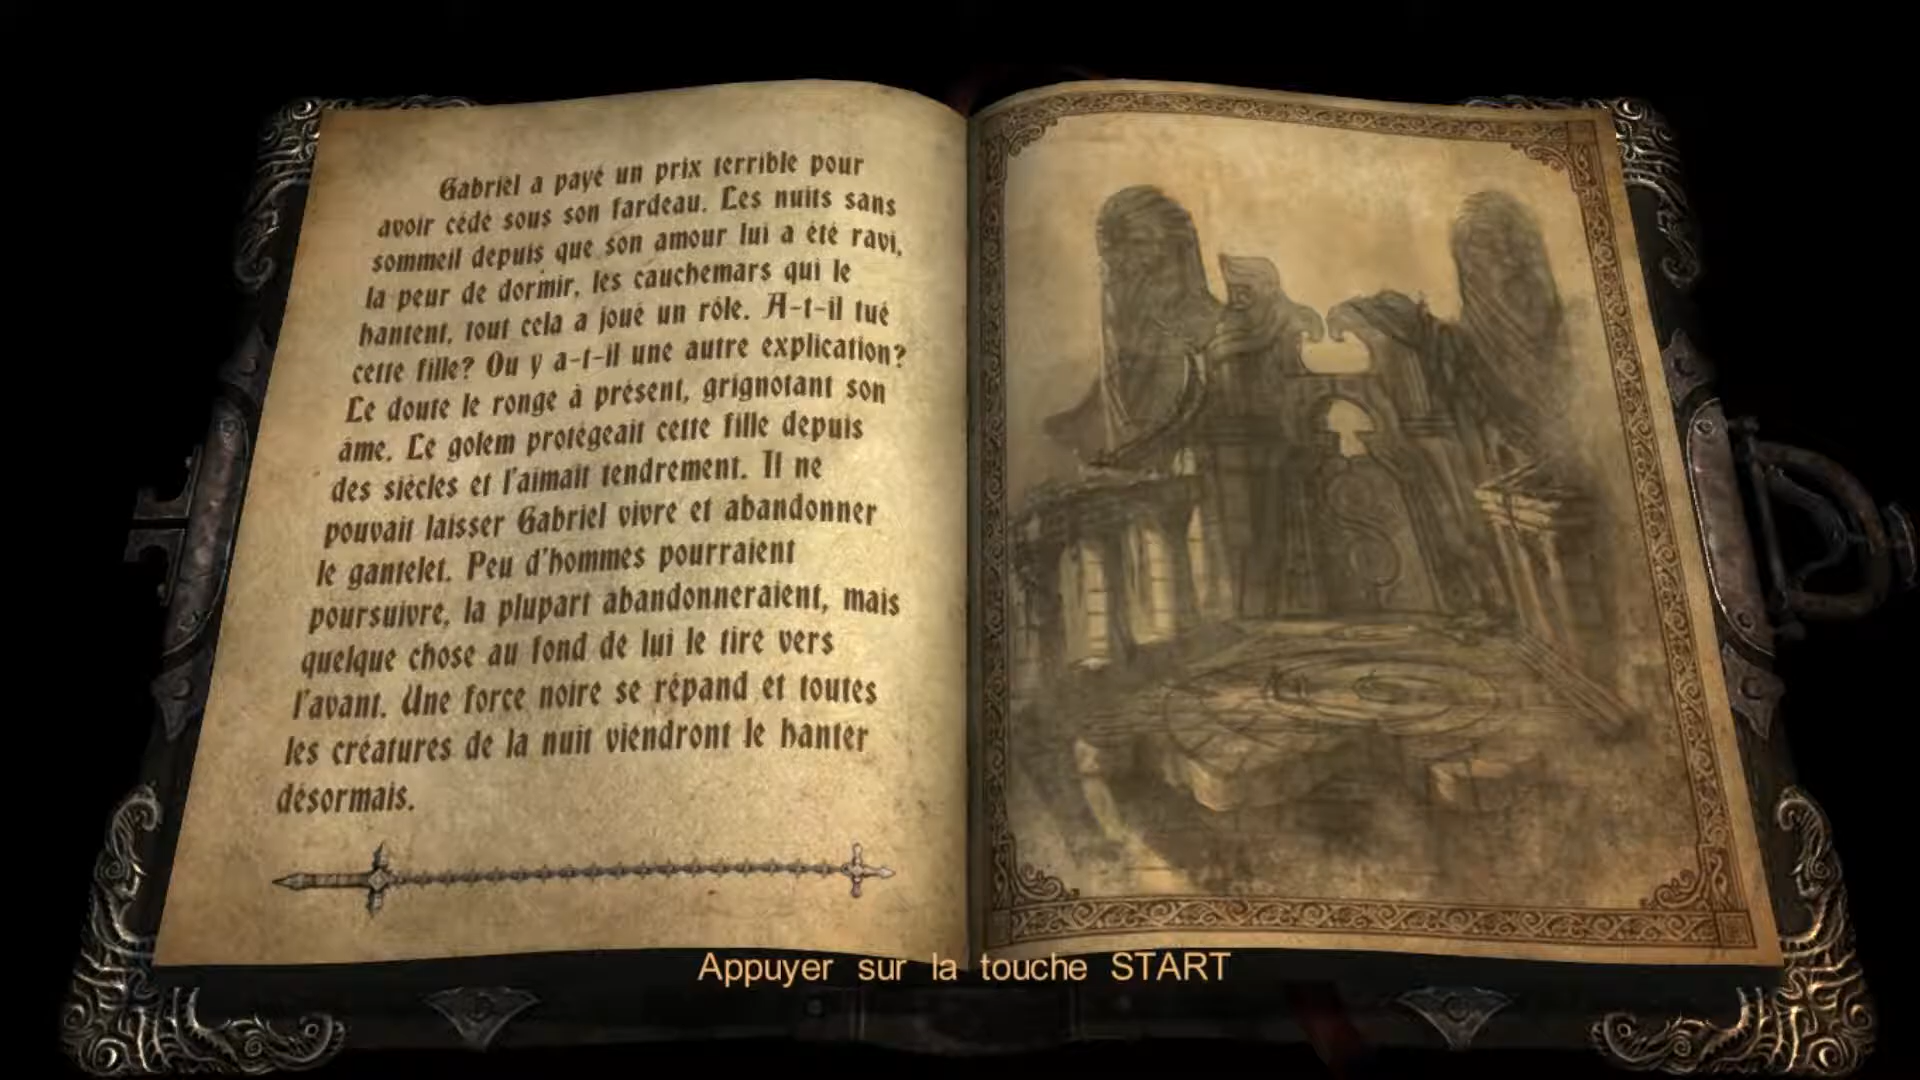 Gabriel a payé un prix terrible pour
avoir cédé sous son fardeau. Les nuits sans
sommeil depuis que son amour lui a été ravi,
la peur de dormir, les cauchemars qui le
hantent, tout cela a joué un rôle. A-t-il tué
cette fille? Ou y a-t-il une autre explication?
Le doute le ronge à présent, grignotant son
âme. Le golem protégeait cette fille depuis
des siècles et l'aimait tendrement. Il ne
pouvait laisser Gabriel vivre et abandonner
le gantelet. Peu d'hommes pourraient
poursuivre, la plupart abandonneraient, mais
quelque chose au fond de lui le tire vers
l'avant. Une force noire se répand et toutes
les créatures de la nuit viendront le hanter
désormais.
Appuyer sur la touche START